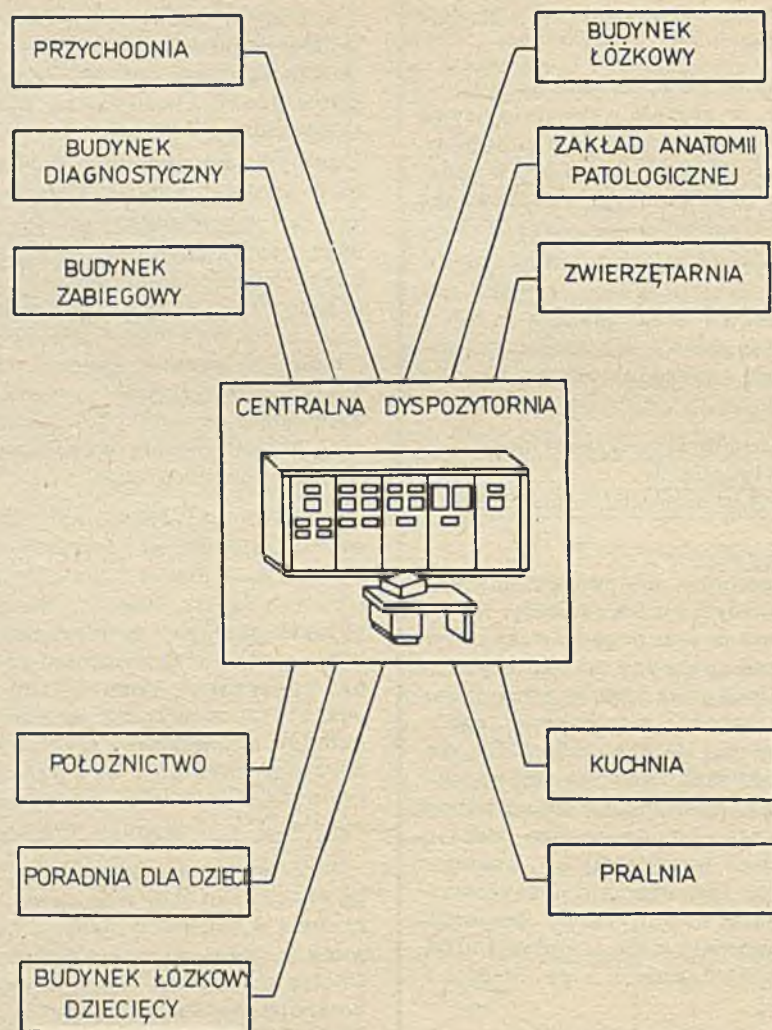 PRZYCHODNIA
BUDYNEK
ŁÓŻKOWY
BUDYNEK
DIAGNOSTYCZNY
ZAKŁAD ANATOMII
PATOLOGICZNEJ
BUDYNEK
ZABIEGOWY
ZWIERZĘTARNIA
CENTRALNA DYSPOZYTORNIA
POŁOŻNICTWO
KUCHNIA
PORADNIA DLA DZIECI
PRALNIA
BUDYNEK ŁÓZKOWY
DZIECIĘCY